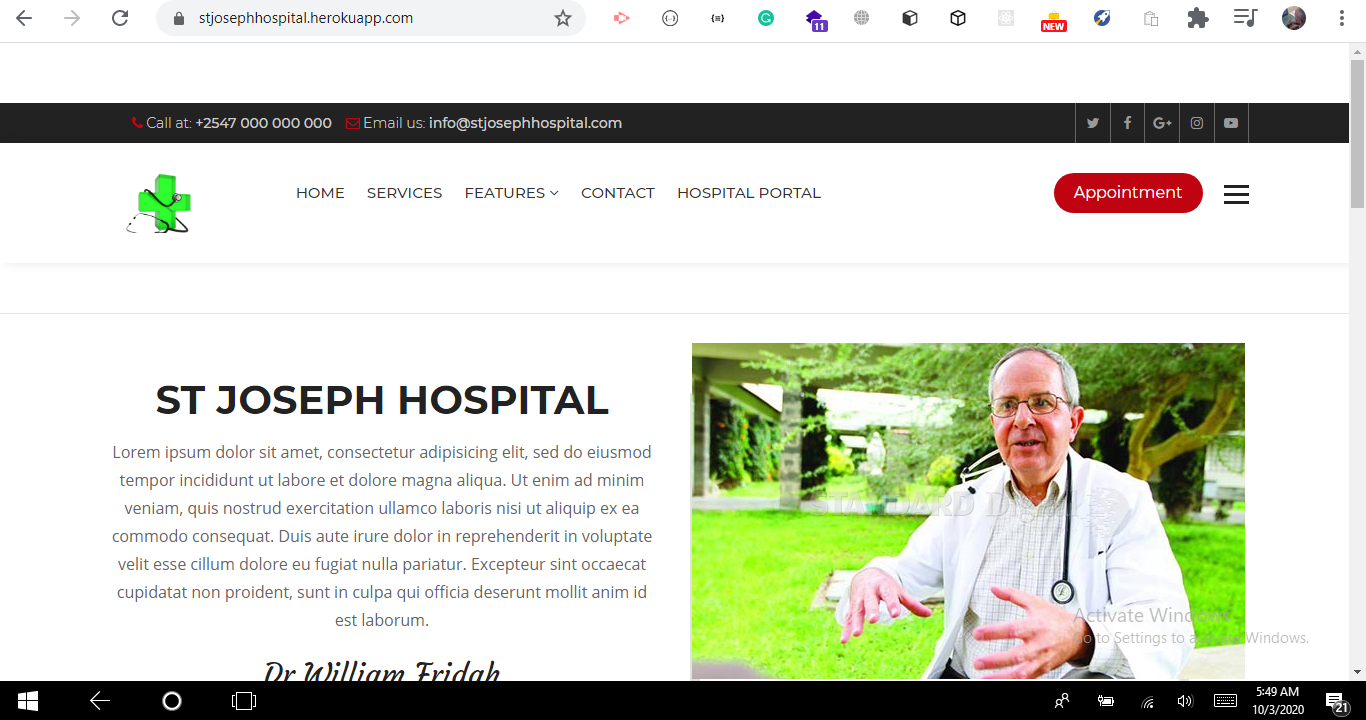 stjosephhospital.herokuapp.com
11
NEW
Call at: +2547 000 000 000 Email us: info@stjosephhospital.com
HOME SERVICES FEATURES CONTACT HOSPITAL PORTAL Appointment
ST JOSEPH HOSPITAL
Lorem ipsum dolor sit amet, consectetur adipisicing elit, sed do eiusmod
tempor incididunt ut labore et dolore magna aliqua. Ut enim ad minim
veniam, quis nostrud exercitation ullamco laboris nisi ut aliquip ex ea
commodo consequat. Duis aute irure dolor in reprehenderit in voluptate
velit esse cillum dolore eu fugiat nulla pariatur. Excepteur sint occaecat
cupidatat non proident, sunt in culpa qui officia deserunt mollit anim id
est laborum.
Dr William Fridah
STANDARD Digital
Activate Windows
Go to Settings to activate Windows.
5:49 AM
10/3/2020
21